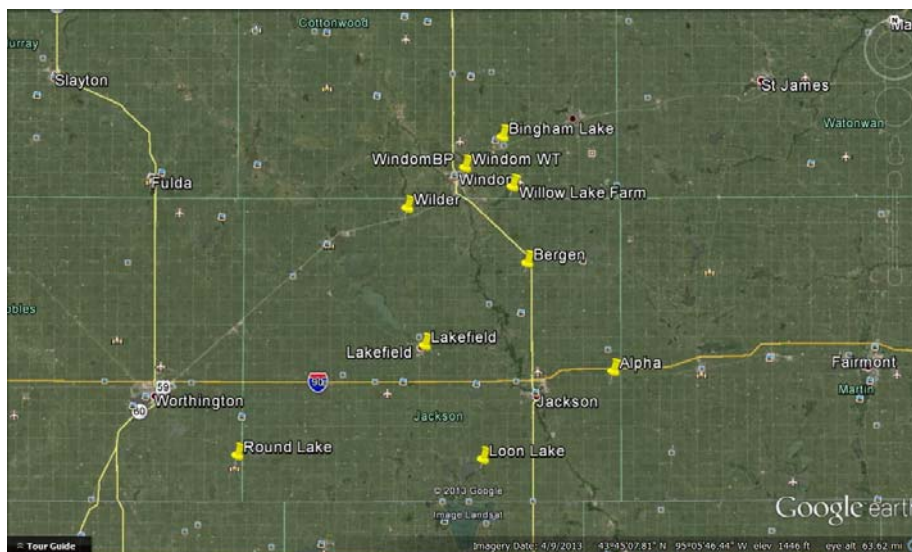 Cottonwood
N
Ma
urray
Slayton
St James
Bingham Lake
Watonwan
WindomBP
Windom WT
Windom
Fulda
Willow Lake Farm
Wilder
Bergen
obles
Lakefield
Lakefield
Alpha
Fairmont
90
59
Martin
60
Worthington
Jackson
Jackson
Round Lake
Loon Lake
© 2013 Google
Image Landsat
Google earth
Tour Guide
Imagery Date: 4/9/2013 43°45'07.81" N 95°05'46.44" W elev 1446 ft eye alt 63.62 mi